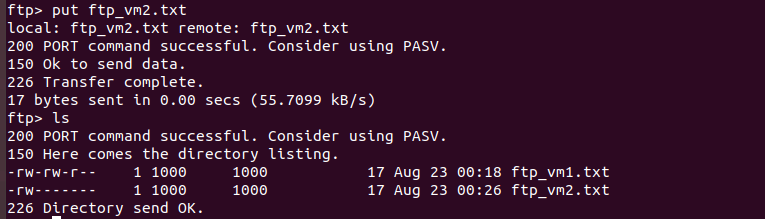 ftp> put ftp_vm2.txt
local: ftp_vm2.txt remote: ftp_vm2.txt
200 PORT command successful. Consider using PASV.
150 Ok to send data.
226 Transfer complete.
17 bytes sent in 0.00 secs (55.7099 kB/s)
ftp> ls
200 PORT command successful. Consider using PASV.
150 Here comes the directory listing.
-rw-rw-r--    1 1000     1000           17 Aug 23 00:18 ftp_vm1.txt
-rw-------    1 1000     1000           17 Aug 23 00:26 ftp_vm2.txt
226 Directory send OK.